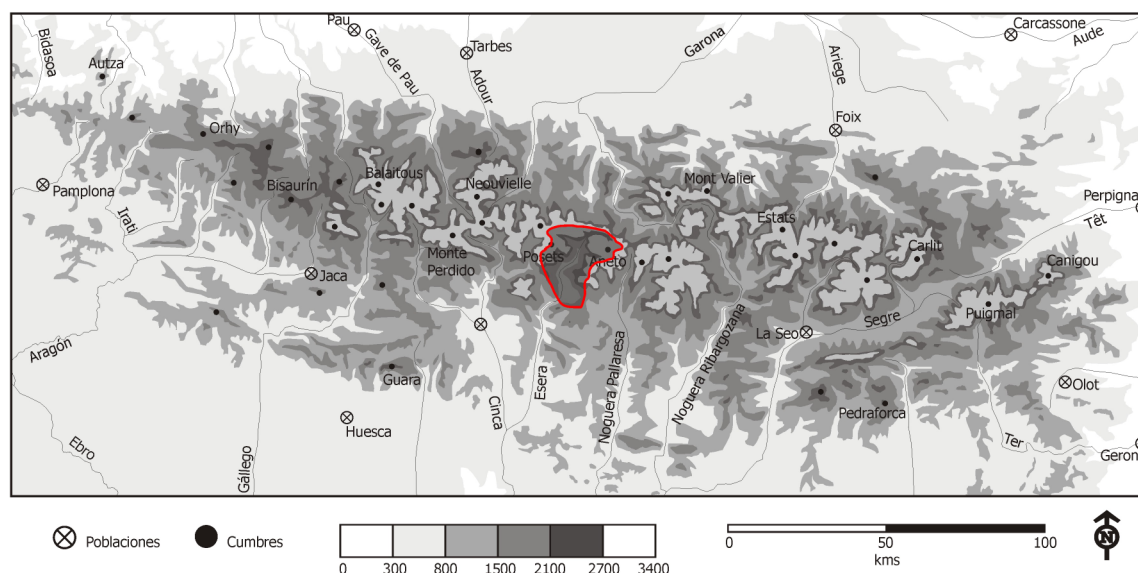 Pau
Carcassone
Aude
Bidasoa
Autza
Gave de Pau
Tarbes
Adour
Garona
Ariege
Foix
Orhy
Pamplona
Irati
Bisaurín
Balaitous
Neouvielle
Mont Valier
Perpigna
Têt
Estats
Carlit
Canigou
Monte
Perdido
Posets
Aneto
Jaca
Puigmal
Segre
La Seo
Aragón
Guara
Esera
Noguera Pallaresa
Noguera Ribargozana
Olot
Pedraforca
Cinca
Huesca
Ebro
Gállego
Ter
Geron
Poblaciones
Cumbres
0 300 800 1500 2100 2700 3400
0 50 100
kms
N